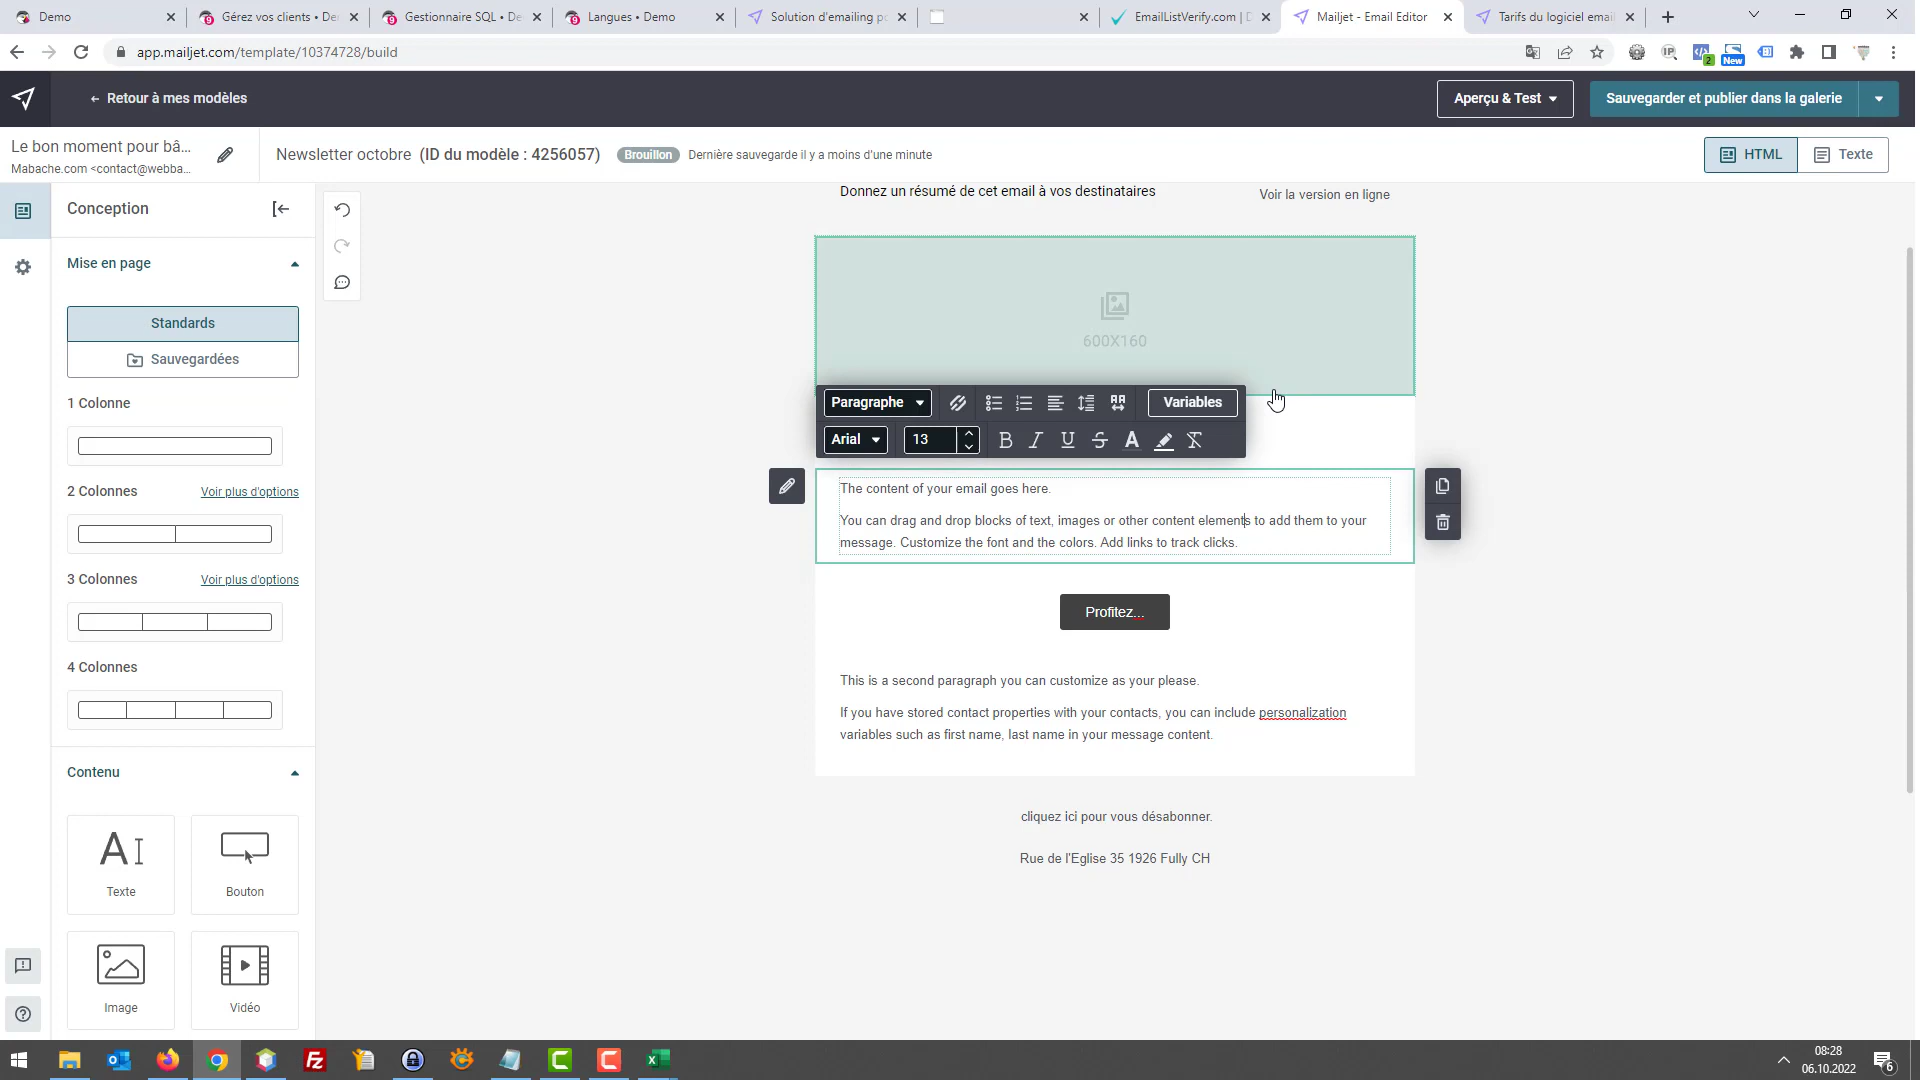 Demo
Gérez vos clients • De
Gestionnaire SQL • De
Langues • Demo
Solution d'emailing po
EmailListVerify.com | D
Mailjet - Email Editor
Tarifs du logiciel emai
app.mailjet.com/template/10374728/build
2
New
← Retour à mes modèles
Aperçu & Test
Sauvegarder et publier dans la galerie
Le bon moment pour bâ...
Mabache.com <contact@webba...
Newsletter octobre (ID du modèle : 4256057)
Brouillon
Dernière sauvegarde il y a moins d'une minute
HTML
Texte
Conception
Mise en page
Standards
Sauvegardées
1 Colonne
2 Colonnes
Voir plus d'options
3 Colonnes
Voir plus d'options
4 Colonnes
Contenu
Texte
Bouton
Image
Vidéo
Donnez un résumé de cet email à vos destinataires
Voir la version en ligne
600X160
Paragraphe
Variables
Arial
13
The content of your email goes here.
You can drag and drop blocks of text, images or other content elements to add them to your
message. Customize the font and the colors. Add links to track clicks.
Profitez...
This is a second paragraph you can customize as your please.
If you have stored contact properties with your contacts, you can include personalization
variables such as first name, last name in your message content.
cliquez ici pour vous désabonner.
Rue de l'Eglise 35 1926 Fully CH
08:28
06.10.2022
6